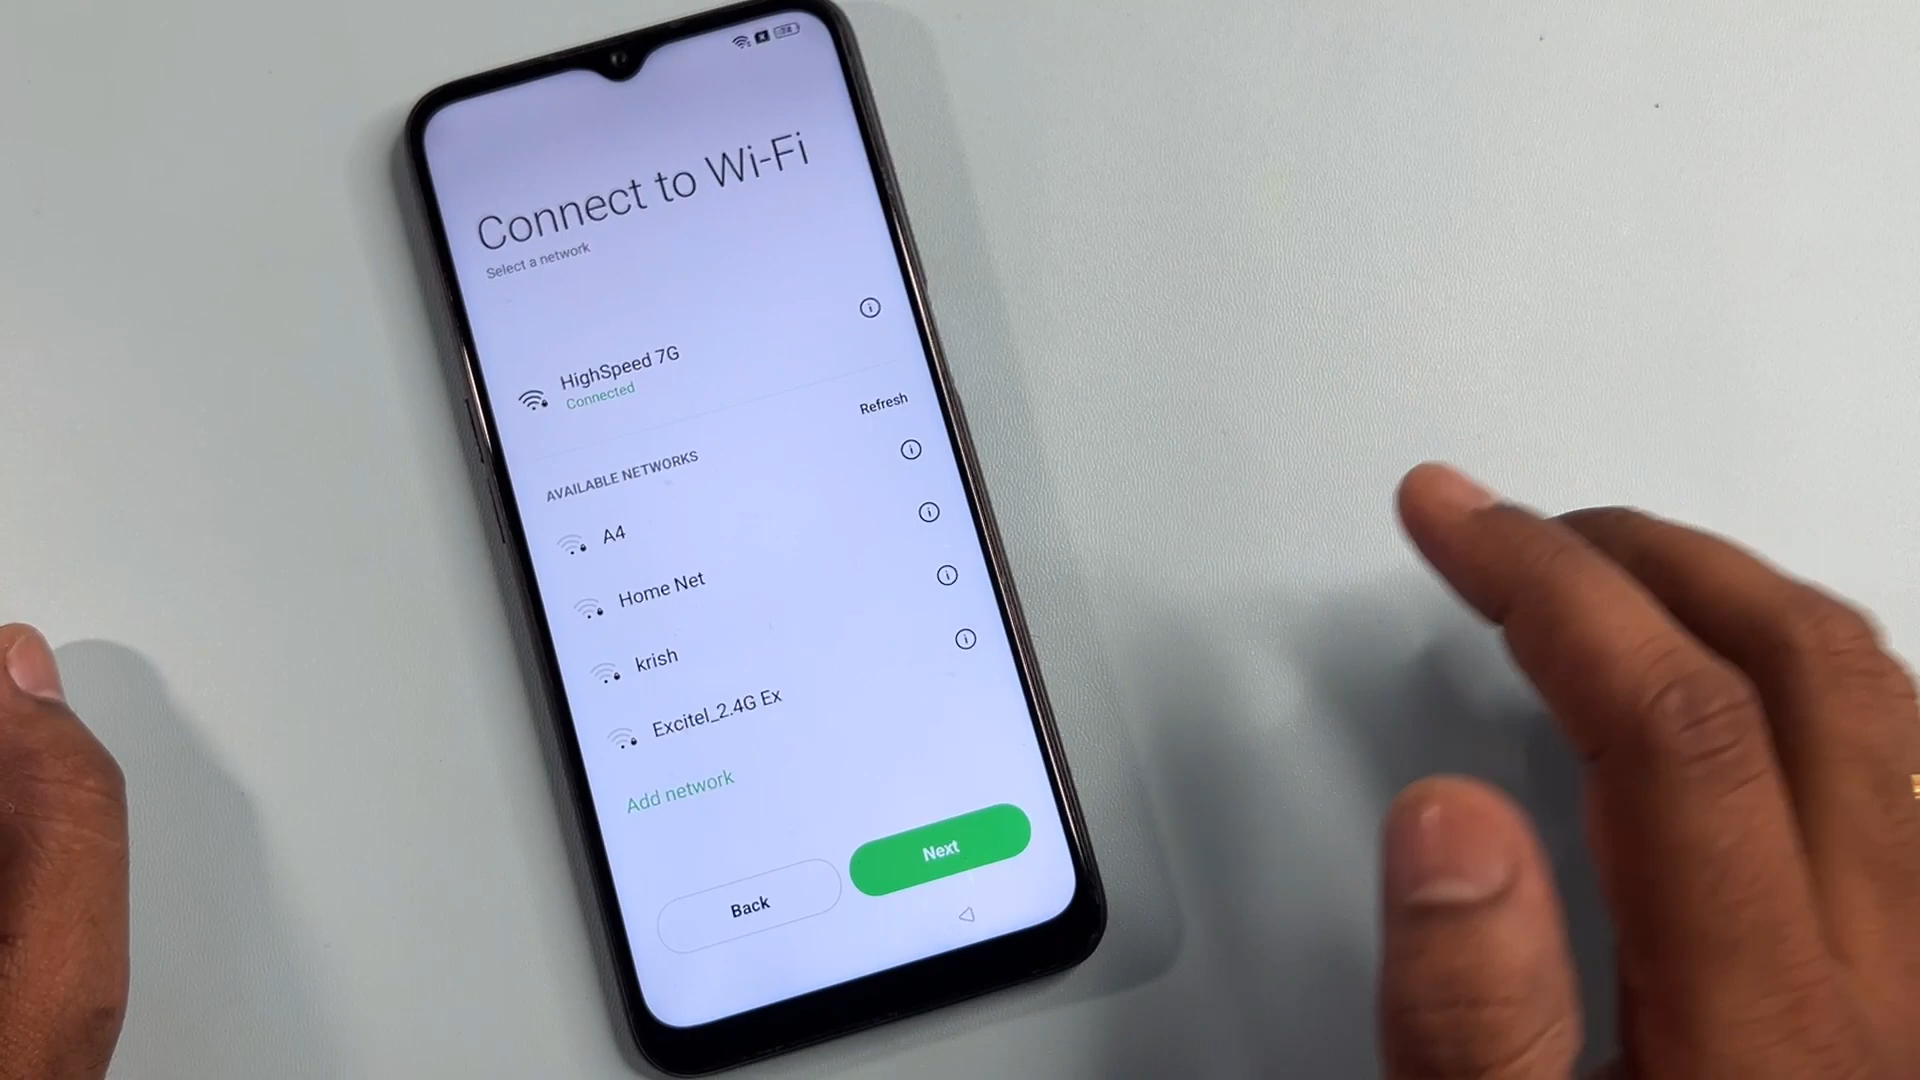 Connect to Wi-Fi
Select a network
HighSpeed 7G
Connected
Refresh
AVAILABLE NETWORKS
A4
Home Net
krish
Excitel_2.4G Ex
Add network
Back
Next